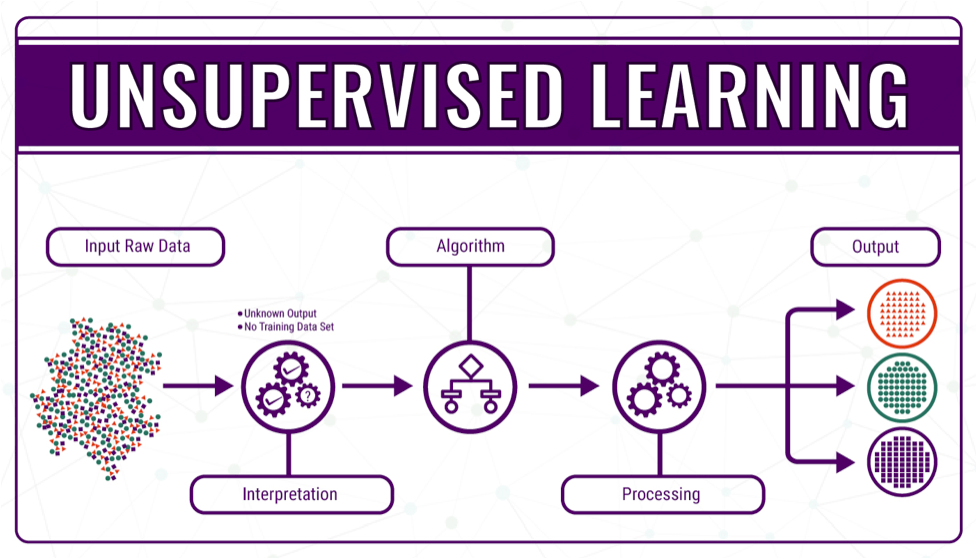 UNSUPERVISED LEARNING
Input Raw Data
Algorithm
Output
• Unknown Output
• No Training Data Set
?
Interpretation
Processing